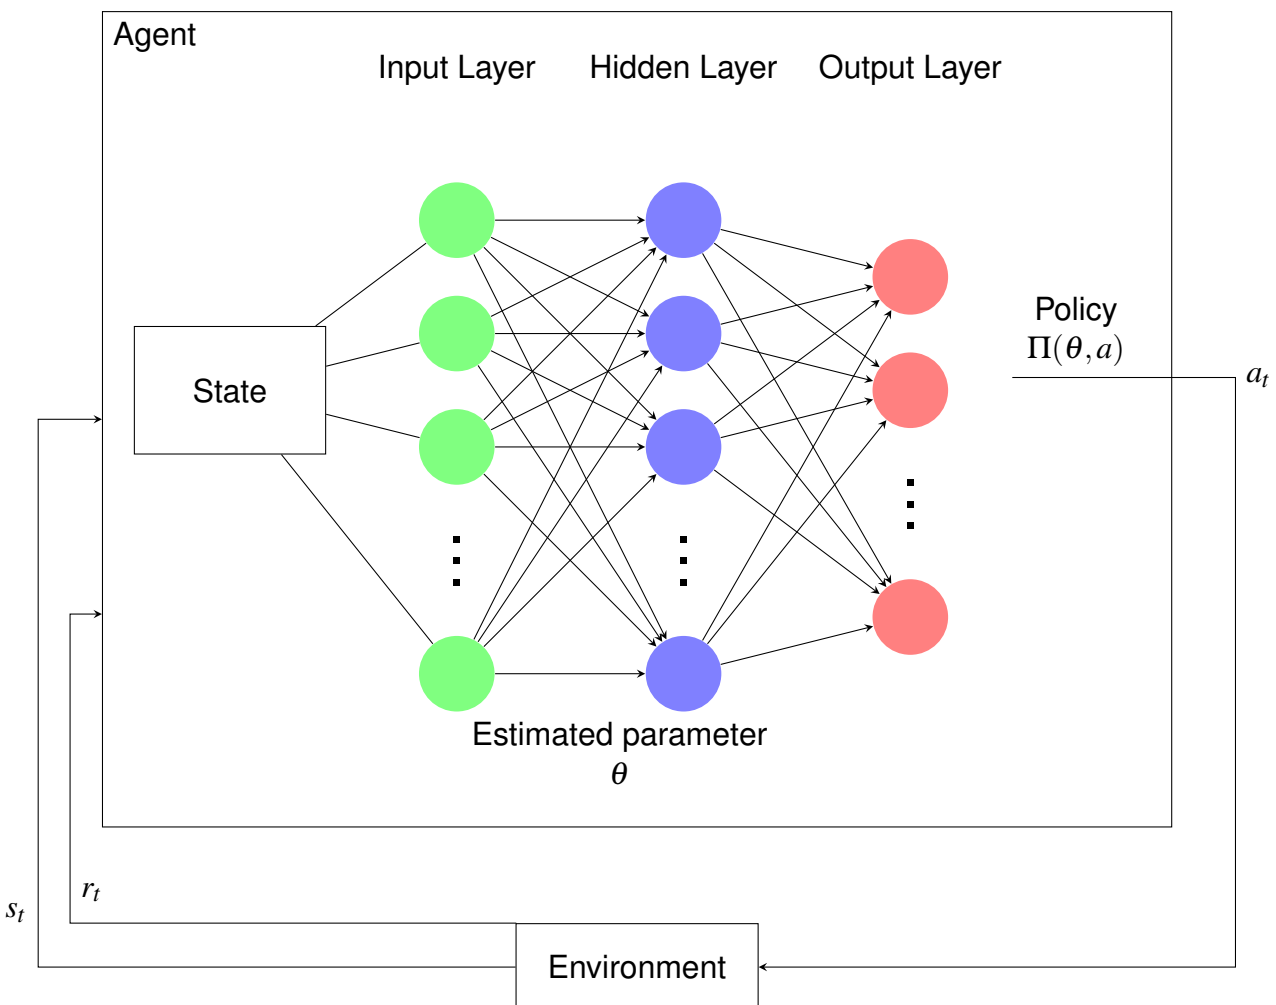 Agent
Input Layer
Hidden Layer
Output Layer
Policy
Π(θ, a)
State
a_t
Estimated parameter
θ
r_t
s_t
Environment